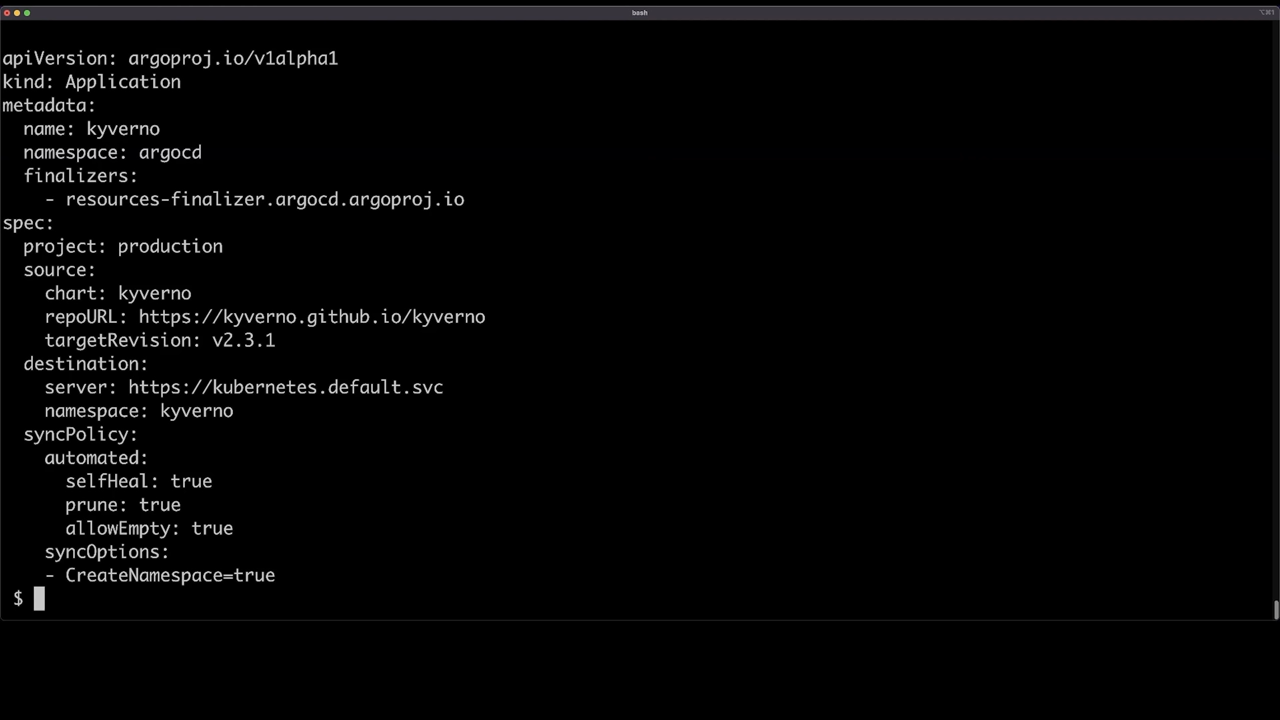 bash
⌥⌘1
apiVersion: argoproj.io/v1alpha1
kind: Application
metadata:
  name: kyverno
  namespace: argocd
  finalizers:
    - resources-finalizer.argocd.argoproj.io
spec:
  project: production
  source:
    chart: kyverno
    repoURL: https://kyverno.github.io/kyverno
    targetRevision: v2.3.1
  destination:
    server: https://kubernetes.default.svc
    namespace: kyverno
  syncPolicy:
    automated:
      selfHeal: true
      prune: true
      allowEmpty: true
    syncOptions:
    - CreateNamespace=true
$